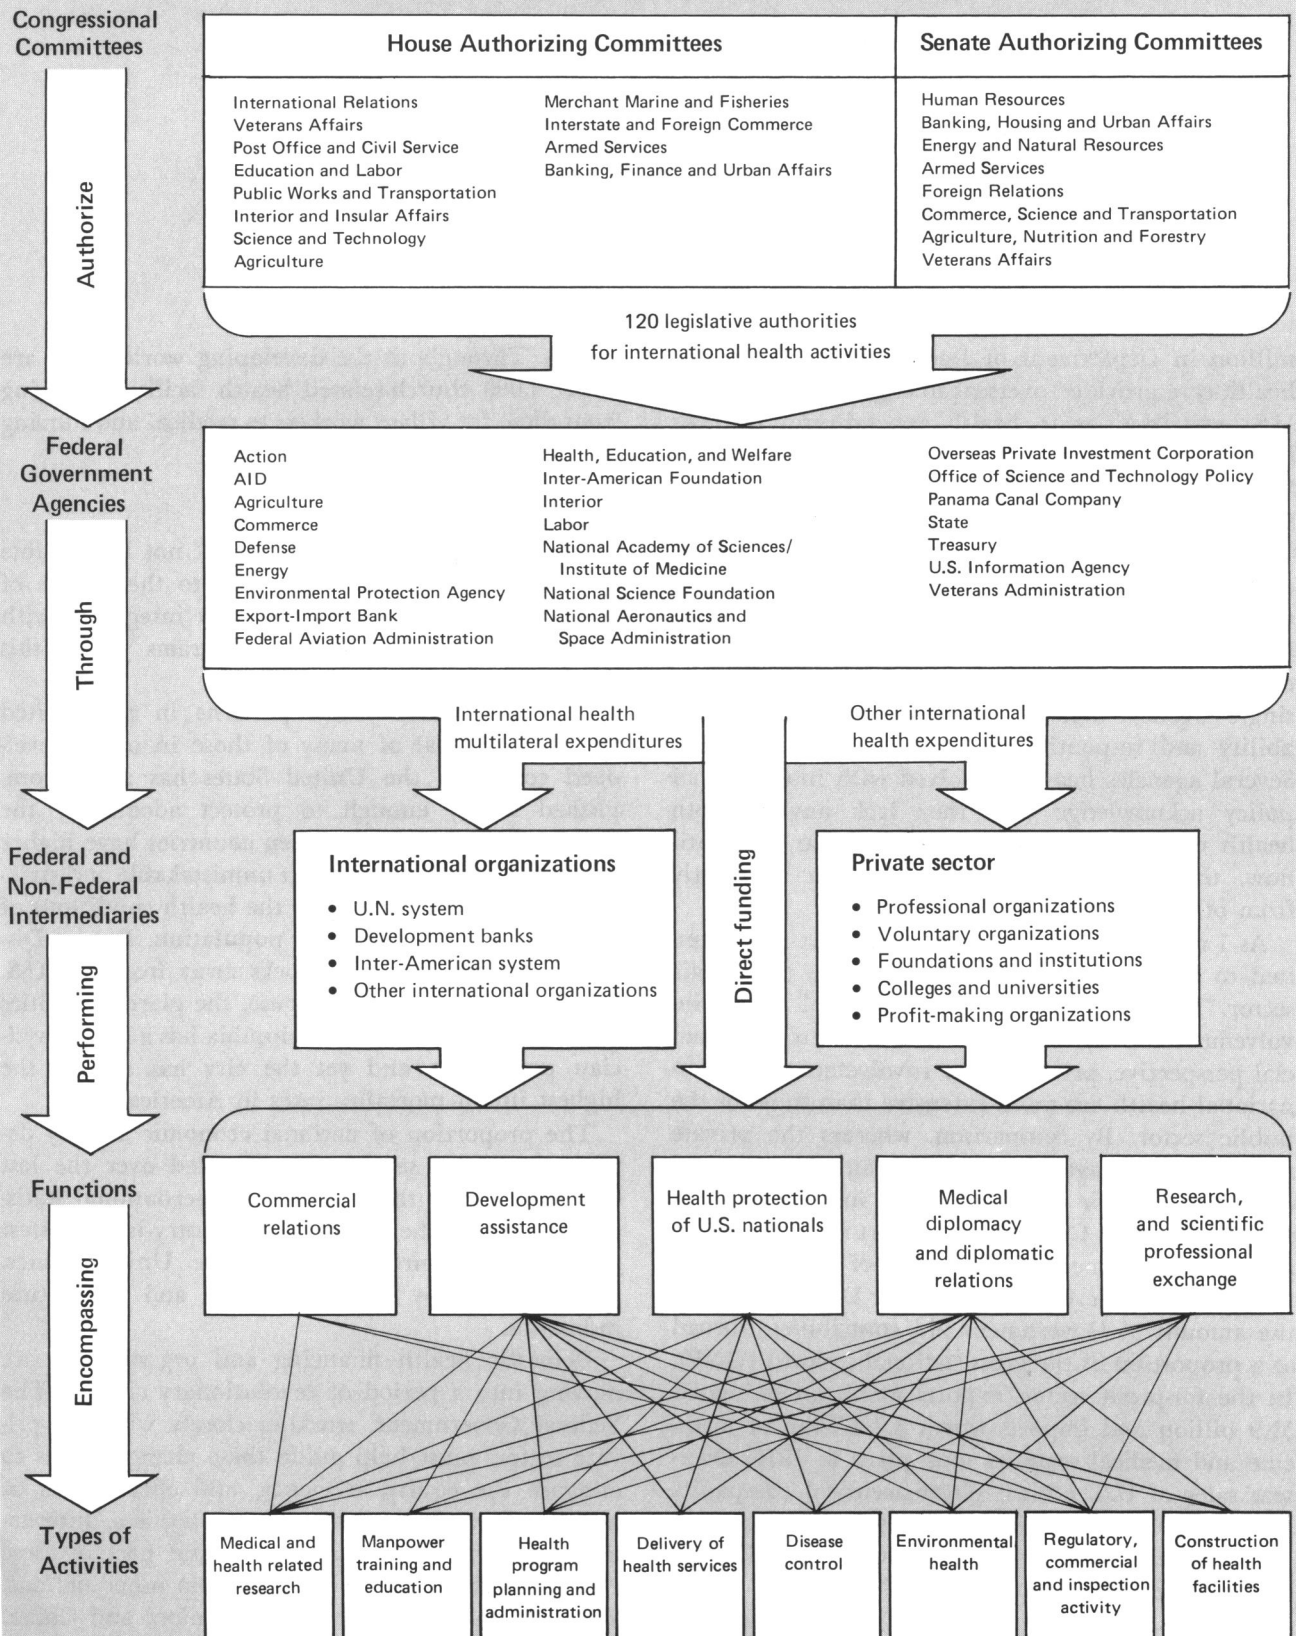 Congressional
Committees
House Authorizing Committees
Senate Authorizing Committees
International Relations
Veterans Affairs
Post Office and Civil Service
Education and Labor
Public Works and Transportation
Interior and Insular Affairs
Science and Technology
Agriculture
Merchant Marine and Fisheries
Interstate and Foreign Commerce
Armed Services
Banking, Finance and Urban Affairs
Human Resources
Banking, Housing and Urban Affairs
Energy and Natural Resources
Armed Services
Foreign Relations
Commerce, Science and Transportation
Agriculture, Nutrition and Forestry
Veterans Affairs
Authorize
120 legislative authorities
for international health activities
Federal
Government
Agencies
Action
AID
Agriculture
Commerce
Defense
Energy
Environmental Protection Agency
Export-Import Bank
Federal Aviation Administration
Health, Education, and Welfare
Inter-American Foundation
Interior
Labor
National Academy of Sciences/
Institute of Medicine
National Science Foundation
National Aeronautics and
Space Administration
Overseas Private Investment Corporation
Office of Science and Technology Policy
Panama Canal Company
State
Treasury
U.S. Information Agency
Veterans Administration
Through
International health
multilateral expenditures
Other international
health expenditures
Direct funding
Federal and
Non-Federal
Intermediaries
International organizations
• U.N. system
• Development banks
• Inter-American system
• Other international organizations
Private sector
• Professional organizations
• Voluntary organizations
• Foundations and institutions
• Colleges and universities
• Profit-making organizations
Performing
Functions
Commercial
relations
Development
assistance
Health protection
of U.S. nationals
Medical
diplomacy
and diplomatic
relations
Research,
and scientific
professional
exchange
Encompassing
Types of
Activities
Medical and
health related
research
Manpower
training and
education
Health
program
planning and
administration
Delivery of
health services
Disease
control
Environmental
health
Regulatory,
commercial
and inspection
activity
Construction
of health
facilities